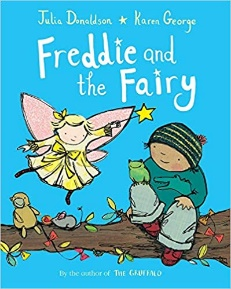 Julia Donaldson ★ Karen George
Freddie and
the Fairy
By the author of THE GRUFFALO